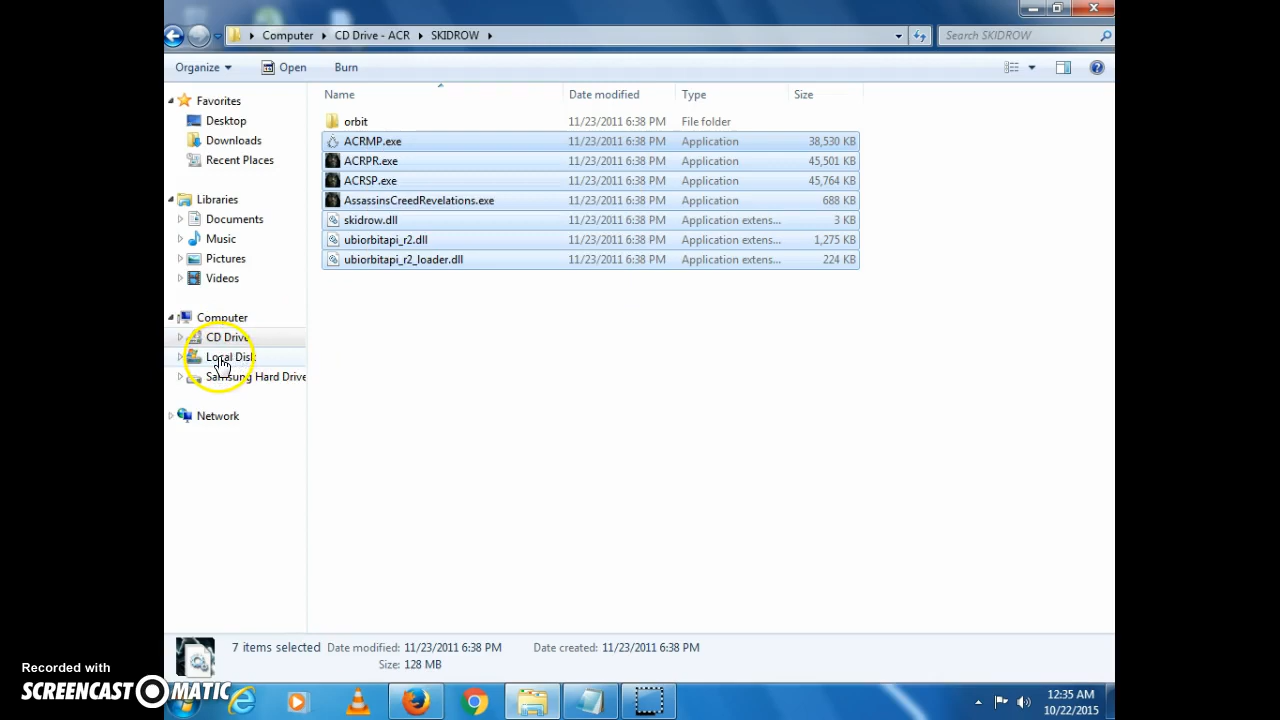 Computer CD Drive - ACR SKIDROW Search SKIDROW
Organize Open Burn
Favorites
Desktop
Downloads
Recent Places
Libraries
Documents
Music
Pictures
Videos
Computer
CD Drive
Local Disk
Samsung Hard Drive
Network
Name Date modified Type Size
orbit 11/23/2011 6:38 PM File folder
ACRMP.exe 11/23/2011 6:38 PM Application 38,530 KB
ACRPR.exe 11/23/2011 6:38 PM Application 45,501 KB
ACRSP.exe 11/23/2011 6:38 PM Application 45,764 KB
AssassinsCreedRevelations.exe 11/23/2011 6:38 PM Application 688 KB
skidrow.dll 11/23/2011 6:38 PM Application extens... 3 KB
ubiorbitapi_r2.dll 11/23/2011 6:38 PM Application extens... 1,275 KB
ubiorbitapi_r2_loader.dll 11/23/2011 6:38 PM Application extens... 224 KB
7 items selected Date modified: 11/23/2011 6:38 PM Date created: 11/23/2011 6:38 PM
Size: 128 MB
Recorded with
SCREENCAST MATIC
12:35 AM
10/22/2015